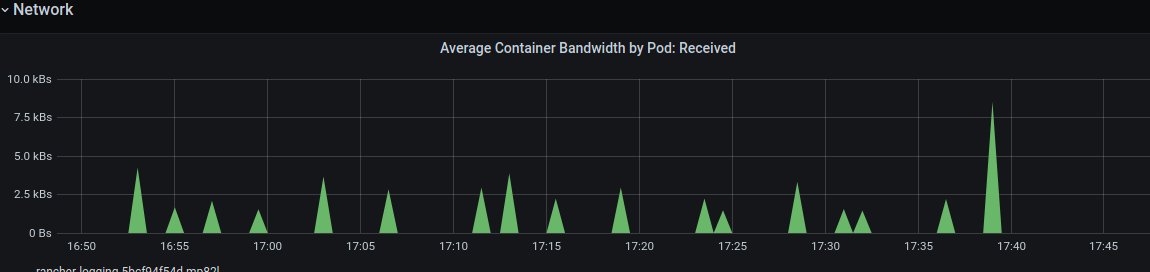 Network
Average Container Bandwidth by Pod: Received
10.0 kBs
7.5 kBs
5.0 kBs
2.5 kBs
0 Bs
16:50 16:55 17:00 17:05 17:10 17:15 17:20 17:25 17:30 17:35 17:40 17:45